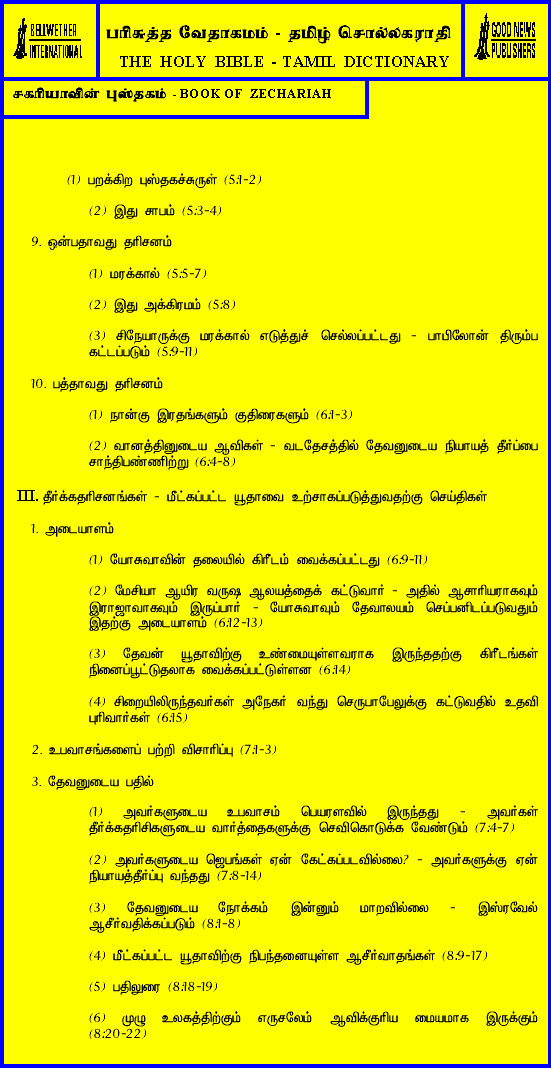 BELLWETHER
INTERNATIONAL
பரிசுத்த வேதாகமம் - தமிழ் சொல்லகராதி
THE HOLY BIBLE - TAMIL DICTIONARY
GOOD NEWS
PUBLISHERS
சகரியாவின் புஸ்தகம் - BOOK OF ZECHARIAH
(1) பறக்கிற புஸ்தகச்சுருள் (5:1-2)
(2) இது சாபம் (5:3-4)
9. ஒன்பதாவது தரிசனம்
(1) மரக்கால் (5:5-7)
(2) இது அக்கிரமம் (5:8)
(3) சிநேயாருக்கு மரக்கால் எடுத்துச் செல்லப்பட்டது - பாபிலோன் திரும்ப
கட்டப்படும் (5:9-11)
10. பத்தாவது தரிசனம்
(1) நான்கு இரதங்களும் குதிரைகளும் (6:1-3)
(2) வானத்தினுடைய ஆவிகள் - வடதேசத்தில் தேவனுடைய நியாயத் தீர்ப்பை
சாந்திபண்ணிற்று (6:4-8)
III. தீர்க்கதரிசனங்கள் - மீட்கப்பட்ட யூதாவை உற்சாகப்படுத்துவதற்கு செய்திகள்
1. அடையாளம்
(1) யோசுவாவின் தலையில் கிரீடம் வைக்கப்பட்டது (6:9-11)
(2) மேசியா ஆயிர வருஷ ஆலயத்தைக் கட்டுவார் - அதில் ஆசாரியராகவும்
இராஜாவாகவும் இருப்பார் - யோசுவாவும் தேவாலயம் செப்பனிடப்படுவதும்
இதற்கு அடையாளம் (6:12-13)
(3) தேவன் யூதாவிற்கு உண்மையுள்ளவராக இருந்ததற்கு கிரீடங்கள்
நினைப்பூட்டுதலாக வைக்கப்பட்டுள்ளன (6:14)
(4) சிறையிலிருந்தவர்கள் அநேகர் வந்து செருபாபேலுக்கு கட்டுவதில் உதவி
புரிவார்கள் (6:15)
2. உபவாசங்களைப் பற்றி விசாரிப்பு (7:1-3)
3. தேவனுடைய பதில்
(1) அவர்களுடைய உபவாசம் பெயரளவில் இருந்தது - அவர்கள்
தீர்க்கதரிசிகளுடைய வார்த்தைகளுக்கு செவிகொடுக்க வேண்டும் (7:4-7)
(2) அவர்களுடைய ஜெபங்கள் ஏன் கேட்கப்படவில்லை? - அவர்களுக்கு ஏன்
நியாயத்தீர்ப்பு வந்தது (7:8-14)
(3) தேவனுடைய நோக்கம் இன்னும் மாறவில்லை - இஸ்ரவேல்
ஆசீர்வதிக்கப்படும் (8:1-8)
(4) மீட்கப்பட்ட யூதாவிற்கு நிபந்தனையுள்ள ஆசீர்வாதங்கள் (8:9-17)
(5) பதிலுரை (8:18-19)
(6) முழு உலகத்திற்கும் எருசலேம் ஆவிக்குரிய மையமாக இருக்கும்
(8:20-22)